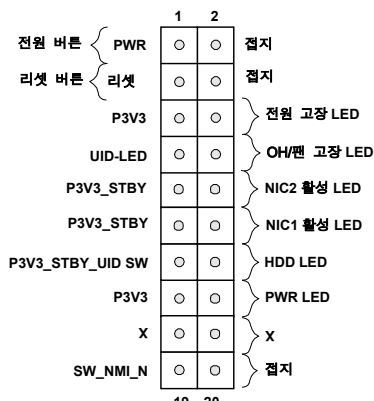 1 2
전원 버튼 PWR 접지
리셋 버튼 리셋 접지
P3V3 전원 고장 LED
UID-LED OH/팬 고장 LED
P3V3_STBY NIC2 활성 LED
P3V3_STBY NIC1 활성 LED
P3V3_STBY_UID SW HDD LED
P3V3 PWR LED
X X
SW_NMI_N 접지
19 20